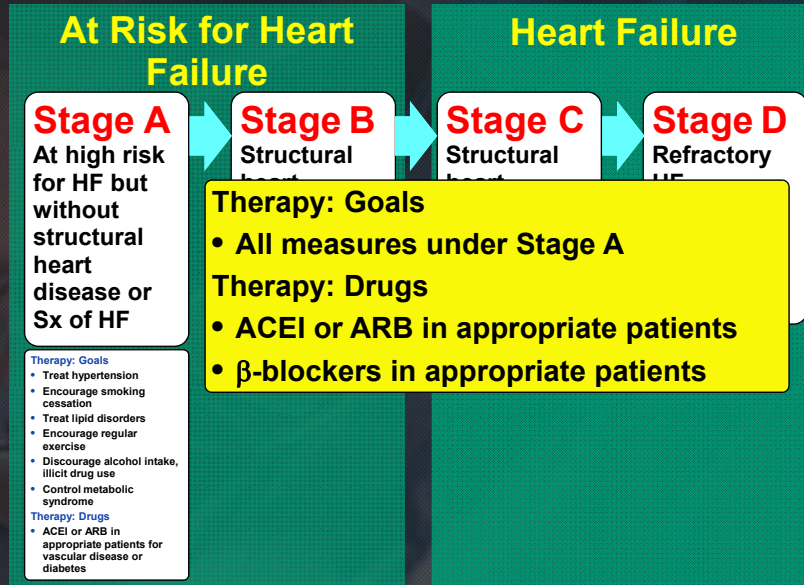 At Risk for Heart
Failure
Heart Failure
Stage A
At high risk
for HF but
without
structural
heart
disease or
Sx of HF
Stage B
Structural
heart
Stage C
Structural
heart
Stage D
Refractory
HF
Therapy: Goals
• All measures under Stage A
Therapy: Drugs
• ACEI or ARB in appropriate patients
• β-blockers in appropriate patients
Therapy: Goals
• Treat hypertension
• Encourage smoking
cessation
• Treat lipid disorders
• Encourage regular
exercise
• Discourage alcohol intake,
illicit drug use
• Control metabolic
syndrome
Therapy: Drugs
• ACEI or ARB in
appropriate patients for
vascular disease or
diabetes